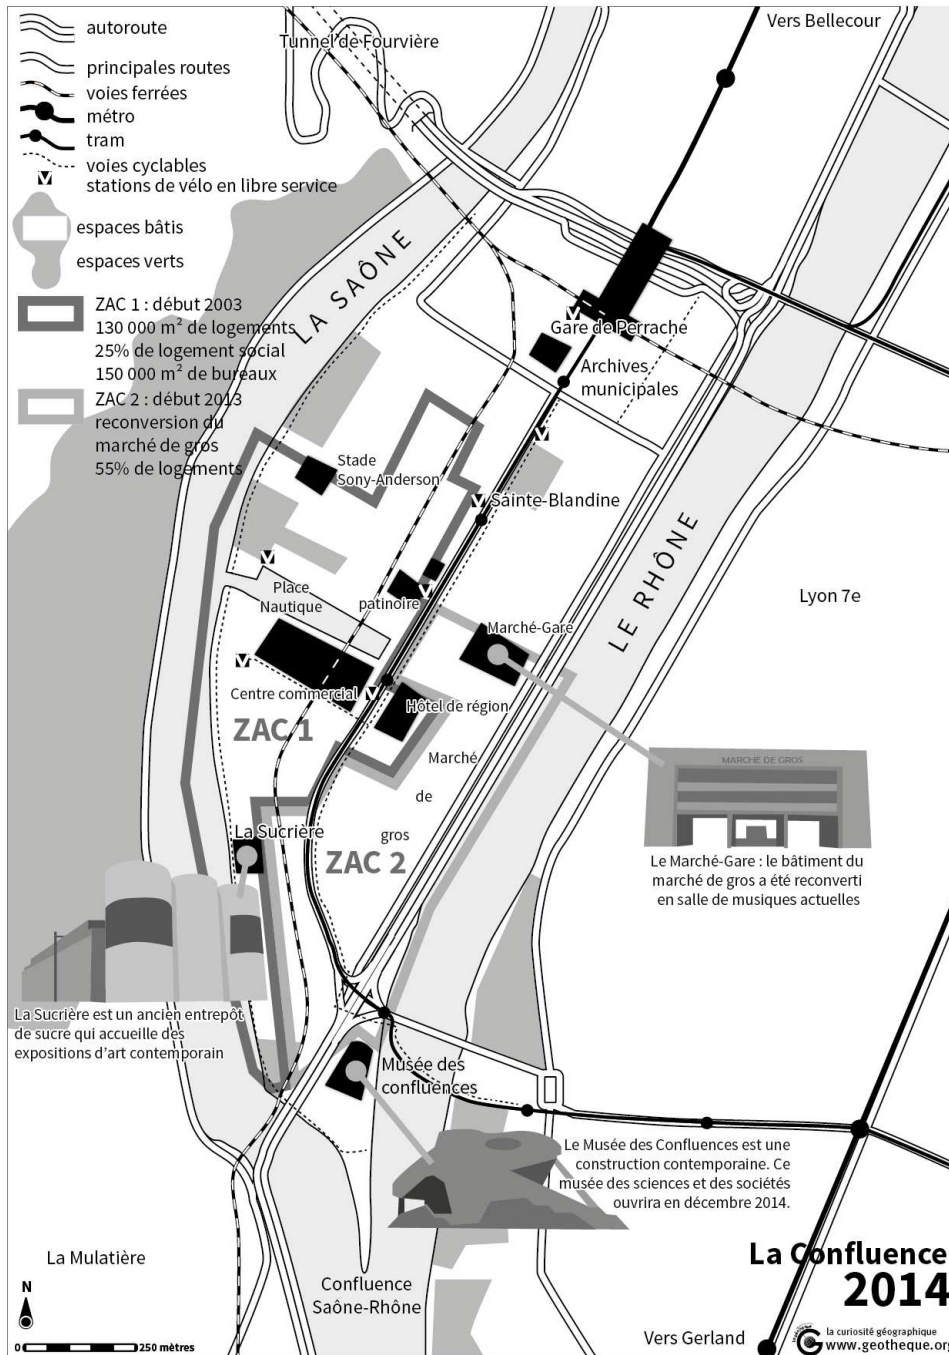 autoroute
principales routes
voies ferrées
métro
tram
voies cyclables
stations de vélo en libre service
espaces bâtis
espaces verts
ZAC 1 : début 2003
130 000 m² de logements
25% de logement social
150 000 m² de bureaux
ZAC 2 : début 2013
reconversion du
marché de gros
55% de logements
Tunnel de Fourvière
Vers Bellecour
LA SAÔNE
Gare de Perrache
Archives
municipales
Stade
Sony-Anderson
Sainte-Blandine
LE RHÔNE
Lyon 7e
Place
Nautique
patinoire
Marché-Gare
Centre commercial
Hôtel de région
ZAC 1
Marché
de
gros
ZAC 2
La Sucrière
MARCHE DE GROS
Le Marché-Gare : le bâtiment du
marché de gros a été reconverti
en salle de musiques actuelles
La Sucrière est un ancien entrepôt
de sucre qui accueille des
expositions d'art contemporain
Musée des
confluences
Le Musée des Confluences est une
construction contemporaine. Ce
musée des sciences et des sociétés
ouvrira en décembre 2014.
La Mulatière
Confluence
Saône-Rhône
Vers Gerland
La Confluence
2014
N
0 250 mètres
la curiosité géographique
www.geotheque.org